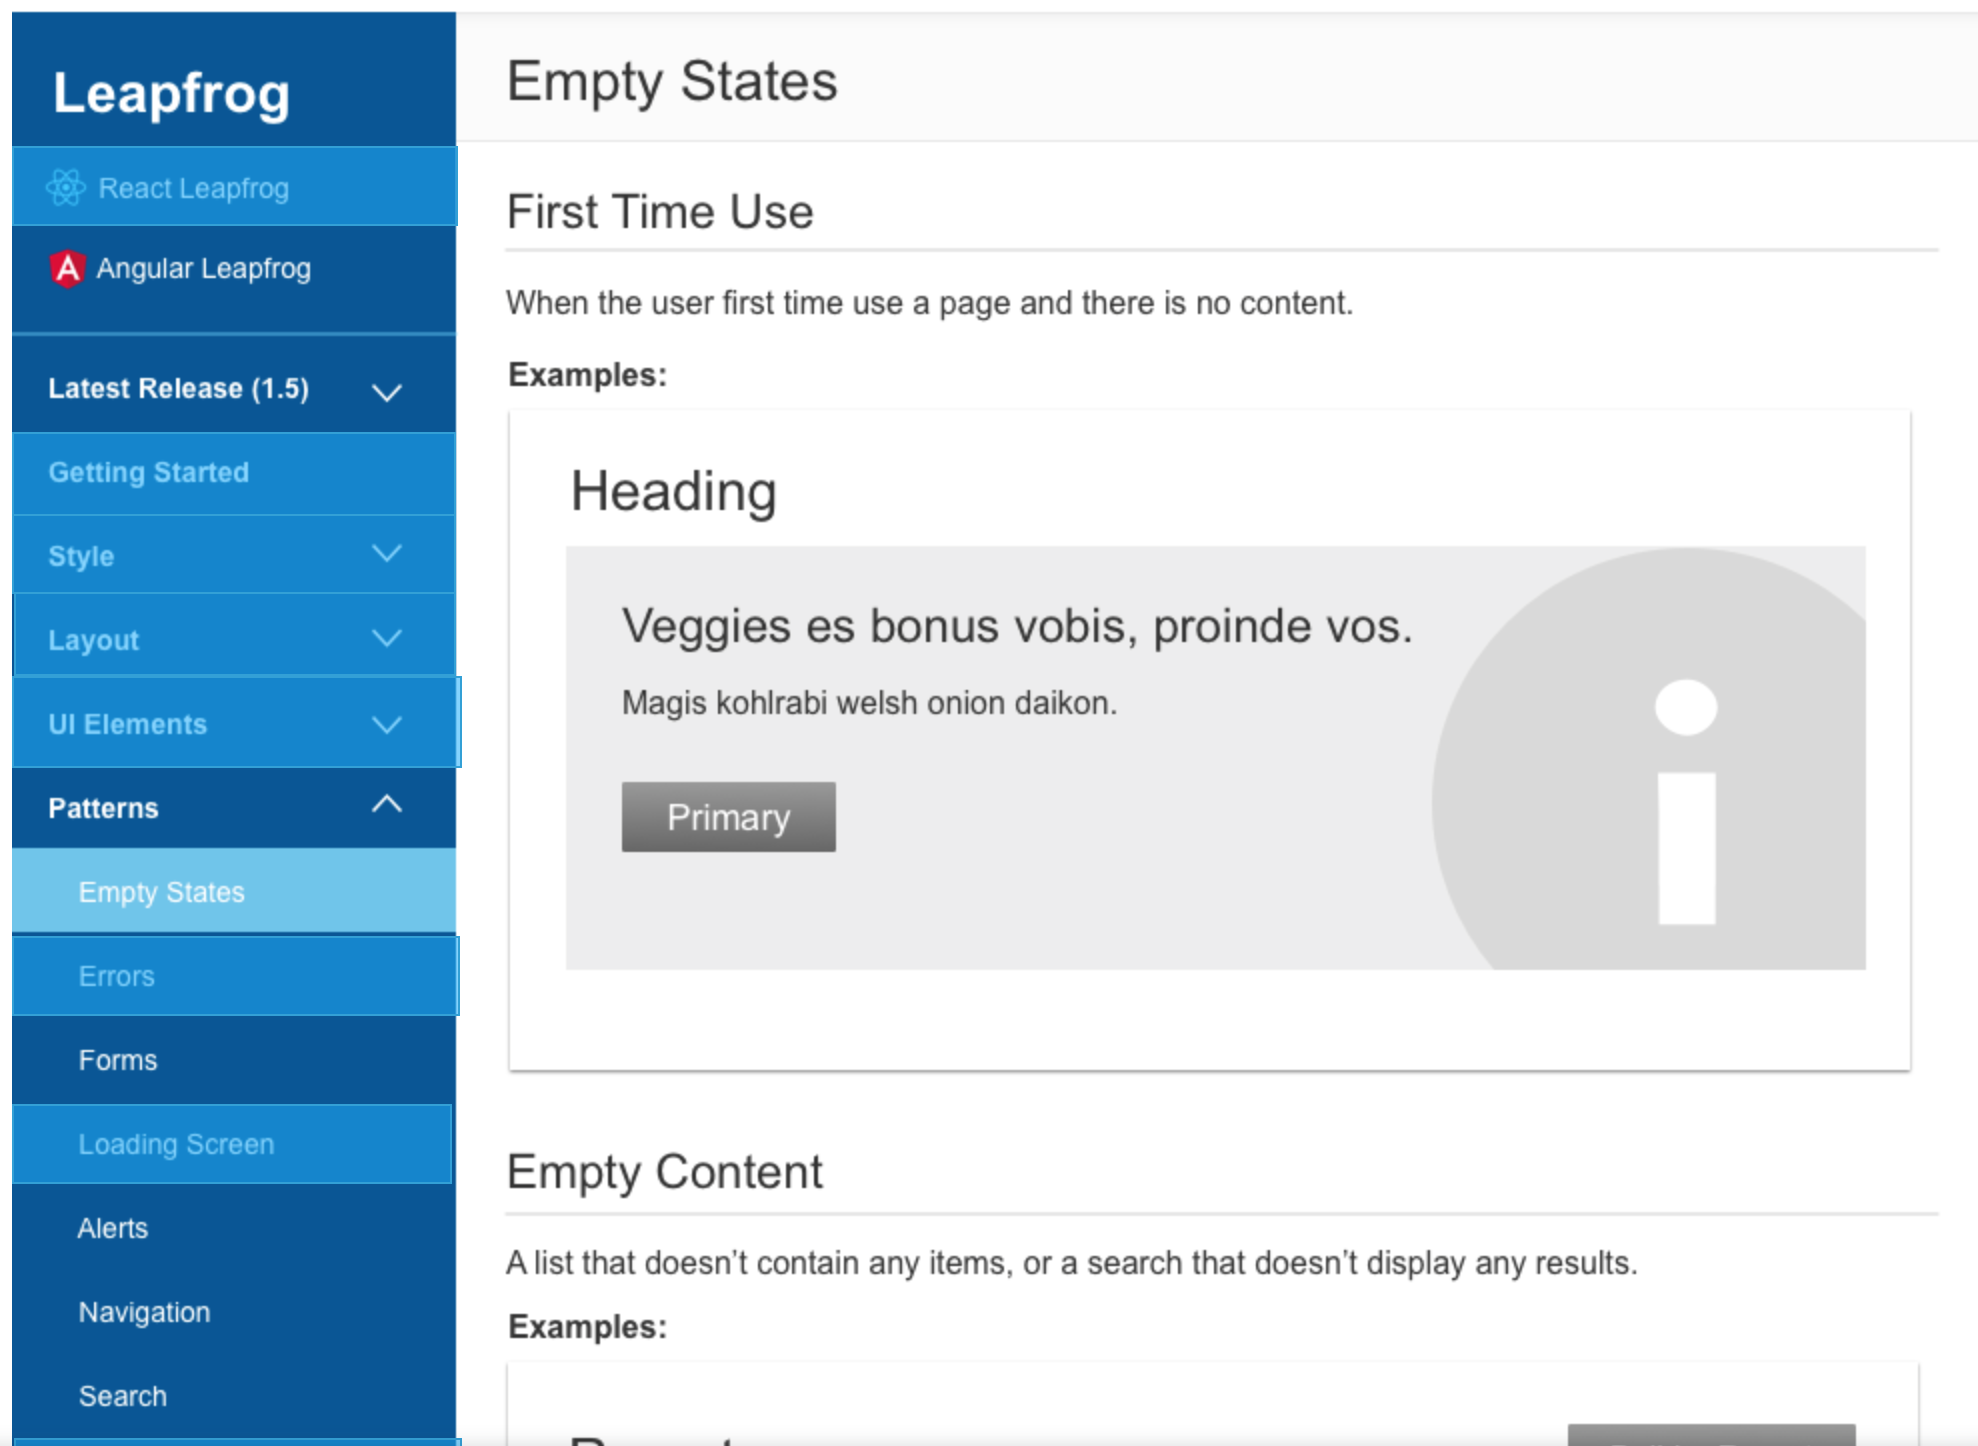 Leapfrog
React Leapfrog
Angular Leapfrog
Latest Release (1.5)
Getting Started
Style
Layout
UI Elements
Patterns
Empty States
Errors
Forms
Loading Screen
Alerts
Navigation
Search
Empty States
First Time Use
When the user first time use a page and there is no content.
Examples:
Heading
Veggies es bonus vobis, proinde vos.
Magis kohlrabi welsh onion daikon.
Primary
Empty Content
A list that doesn’t contain any items, or a search that doesn’t display any results.
Examples: